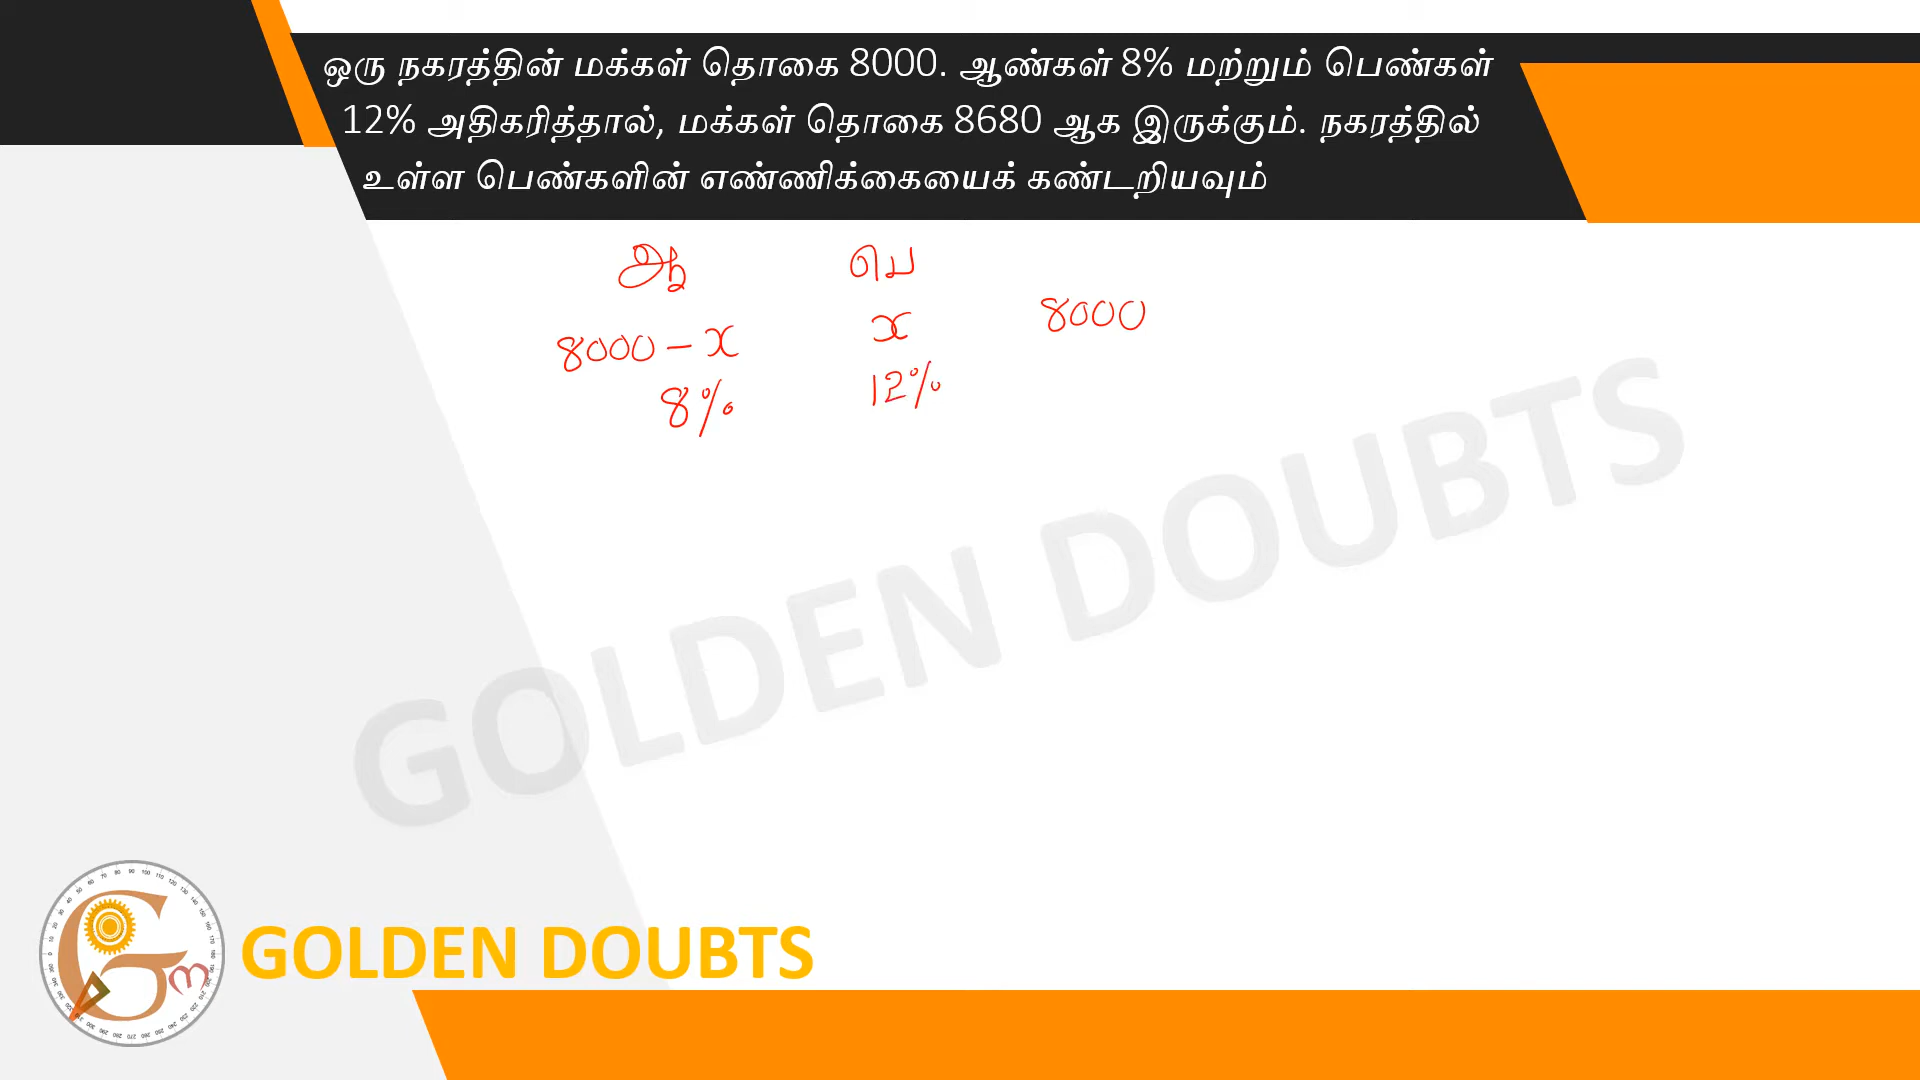 ஒரு நகரத்தின் மக்கள் தொகை 8000. ஆண்கள் 8% மற்றும் பெண்கள்
12% அதிகரித்தால், மக்கள் தொகை 8680 ஆக இருக்கும். நகரத்தில்
உள்ள பெண்களின் எண்ணிக்கையைக் கண்டறியவும்
ஆ பெ
8000 - x x 8000
8% 12%
GOLDEN DOUBTS
GOLDEN DOUBTS